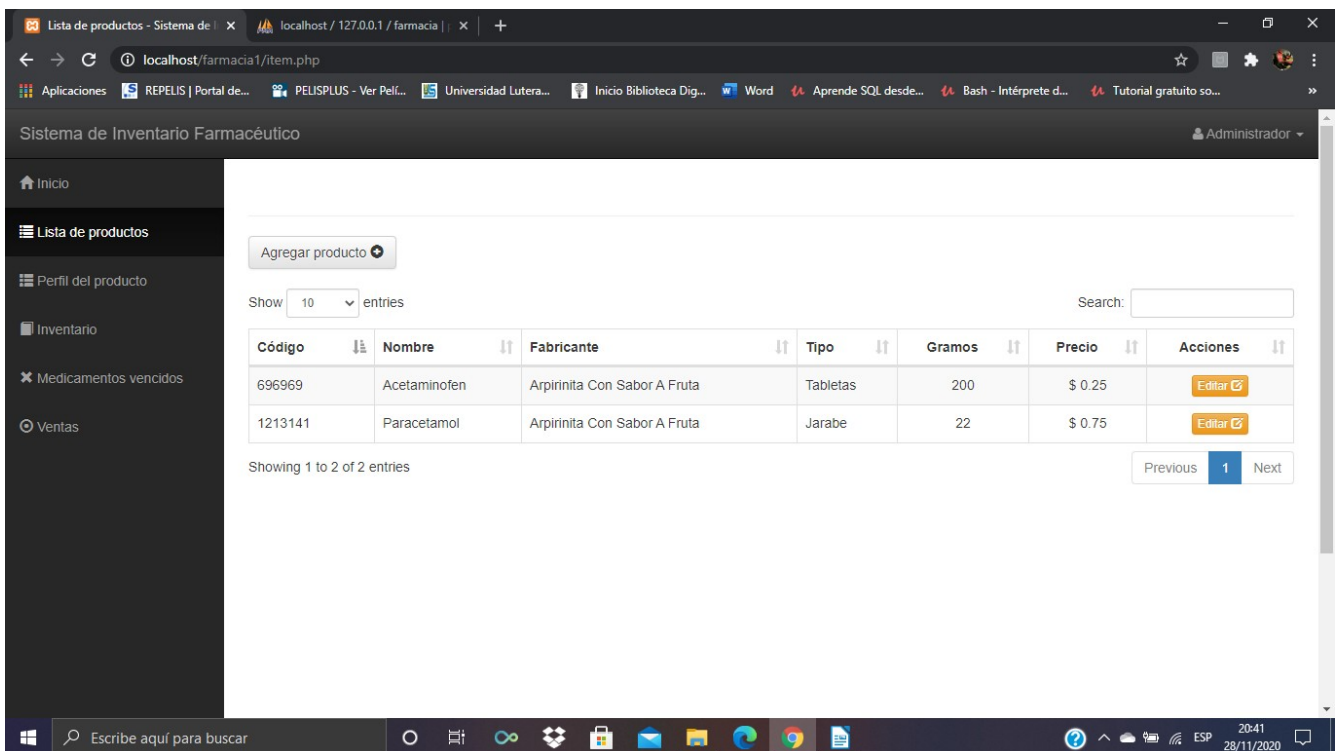 Lista de productos - Sistema de I
localhost / 127.0.0.1 / farmacia |
localhost/farmacia1/item.php
Aplicaciones REPELIS | Portal de... PELISPLUS - Ver Pelí... Universidad Lutera... Inicio Biblioteca Dig... Word Aprende SQL desde... Bash - Intérprete d... Tutorial gratuito so... »
Sistema de Inventario Farmacéutico Administrador
Inicio
Lista de productos
Perfil del producto
Inventario
Medicamentos vencidos
Ventas
Agregar producto
Show 10 entries Search:
Código Nombre Fabricante Tipo Gramos Precio Acciones
696969 Acetaminofen Arpirinita Con Sabor A Fruta Tabletas 200 $ 0.25 Editar
1213141 Paracetamol Arpirinita Con Sabor A Fruta Jarabe 22 $ 0.75 Editar
Showing 1 to 2 of 2 entries Previous 1 Next
Escribe aquí para buscar ESP 20:41
28/11/2020